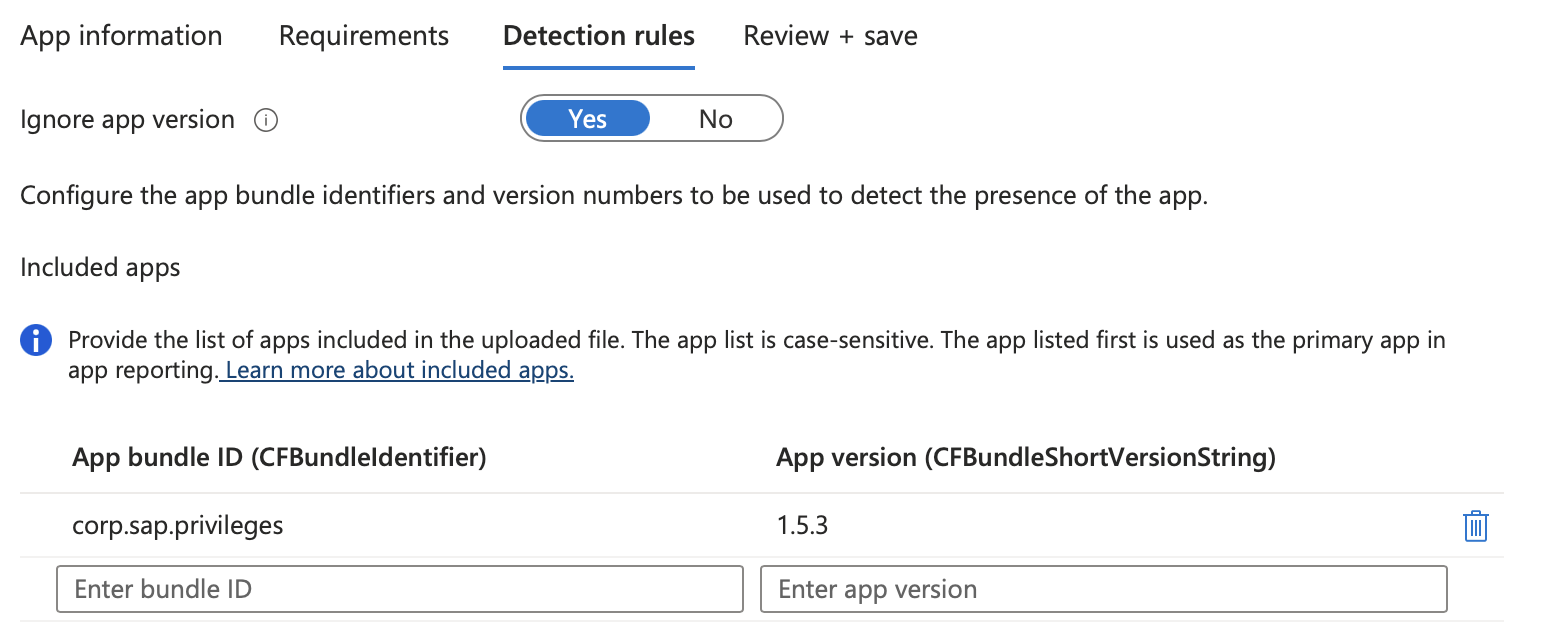 App information Requirements Detection rules Review + save
Ignore app version Yes No
Configure the app bundle identifiers and version numbers to be used to detect the presence of the app.
Included apps
Provide the list of apps included in the uploaded file. The app list is case-sensitive. The app listed first is used as the primary app in
app reporting. Learn more about included apps.
App bundle ID (CFBundleIdentifier) App version (CFBundleShortVersionString)
corp.sap.privileges 1.5.3
Enter bundle ID Enter app version